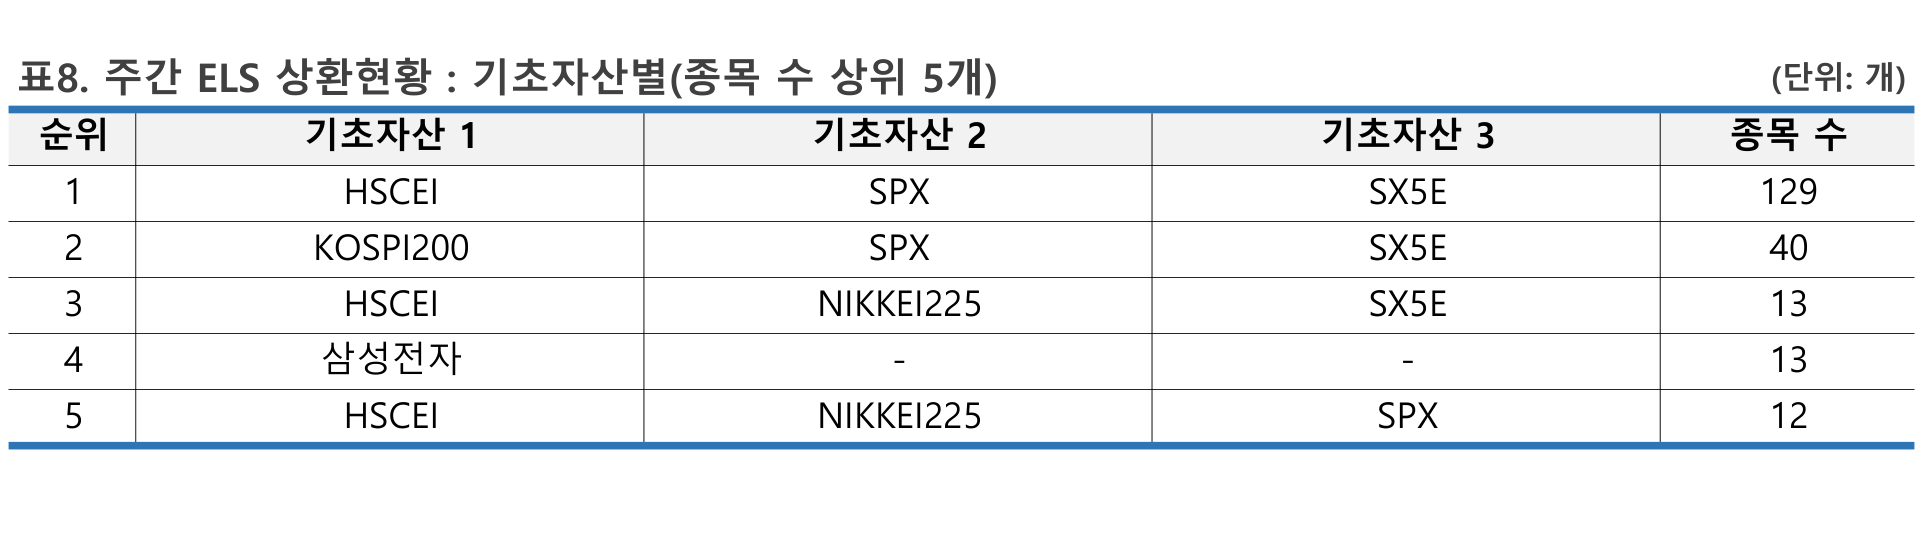 표8. 주간 ELS 상환현황 : 기초자산별(종목 수 상위 5개) (단위: 개)
순위 기초자산 1 기초자산 2 기초자산 3 종목 수
1 HSCEI SPX SX5E 129
2 KOSPI200 SPX SX5E 40
3 HSCEI NIKKEI225 SX5E 13
4 삼성전자 - - 13
5 HSCEI NIKKEI225 SPX 12